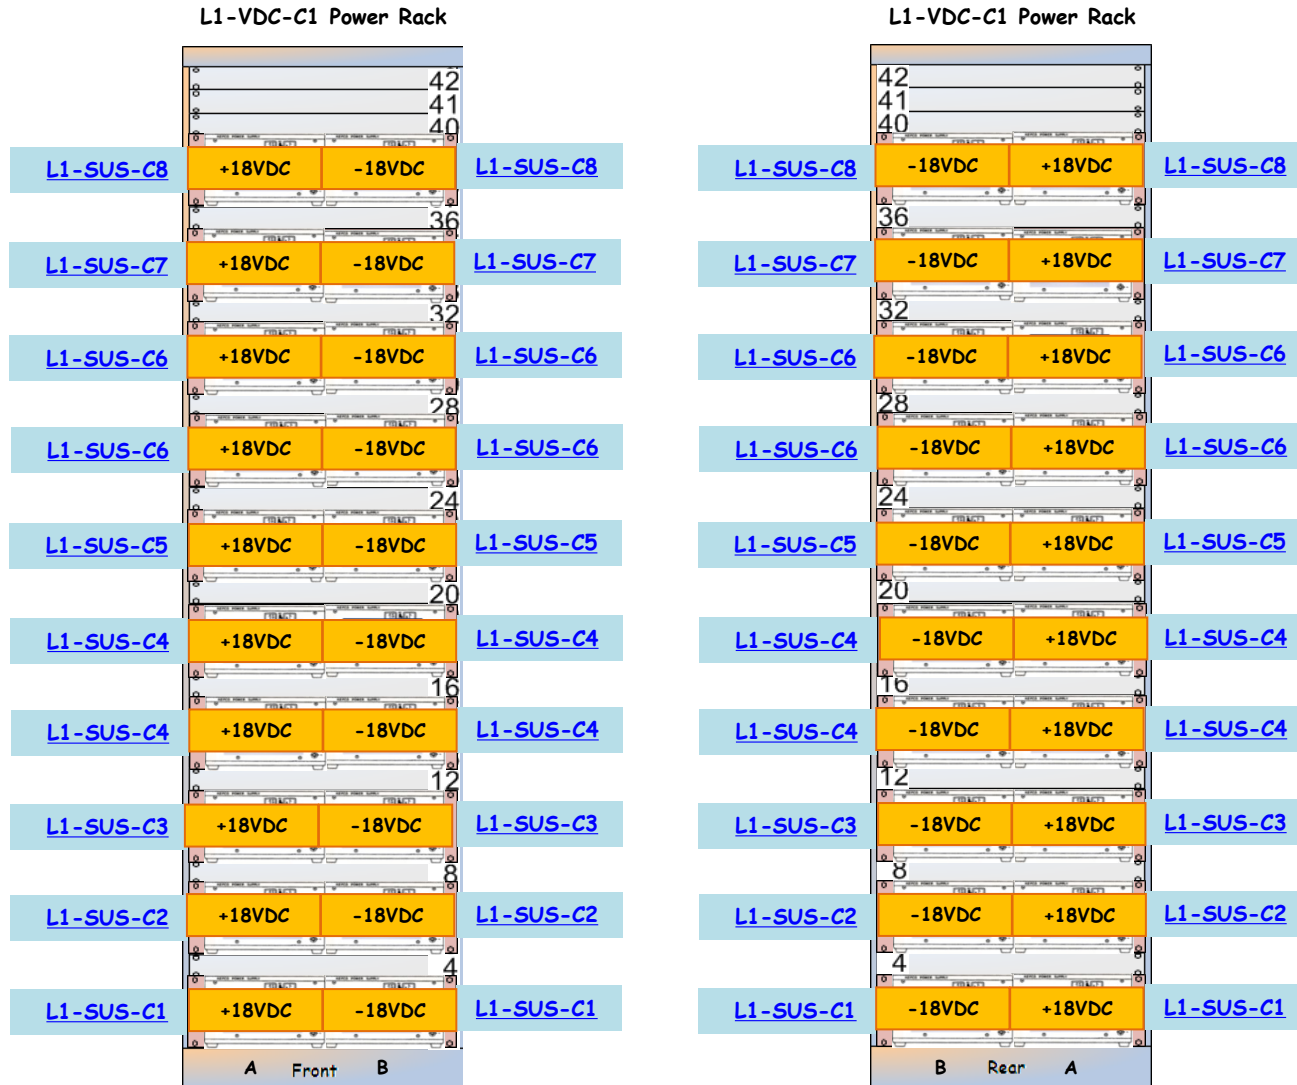 L1-VDC-C1 Power Rack
42
41
40
L1-SUS-C8 +18VDC -18VDC L1-SUS-C8
36
L1-SUS-C7 +18VDC -18VDC L1-SUS-C7
32
L1-SUS-C6 +18VDC -18VDC L1-SUS-C6
28
L1-SUS-C6 +18VDC -18VDC L1-SUS-C6
24
L1-SUS-C5 +18VDC -18VDC L1-SUS-C5
20
L1-SUS-C4 +18VDC -18VDC L1-SUS-C4
16
L1-SUS-C4 +18VDC -18VDC L1-SUS-C4
12
L1-SUS-C3 +18VDC -18VDC L1-SUS-C3
8
L1-SUS-C2 +18VDC -18VDC L1-SUS-C2
4
L1-SUS-C1 +18VDC -18VDC L1-SUS-C1
A Front B
L1-VDC-C1 Power Rack
42
41
40
L1-SUS-C8 -18VDC +18VDC L1-SUS-C8
36
L1-SUS-C7 -18VDC +18VDC L1-SUS-C7
32
L1-SUS-C6 -18VDC +18VDC L1-SUS-C6
28
L1-SUS-C6 -18VDC +18VDC L1-SUS-C6
24
L1-SUS-C5 -18VDC +18VDC L1-SUS-C5
20
L1-SUS-C4 -18VDC +18VDC L1-SUS-C4
16
L1-SUS-C4 -18VDC +18VDC L1-SUS-C4
12
L1-SUS-C3 -18VDC +18VDC L1-SUS-C3
8
L1-SUS-C2 -18VDC +18VDC L1-SUS-C2
4
L1-SUS-C1 -18VDC +18VDC L1-SUS-C1
B Rear A